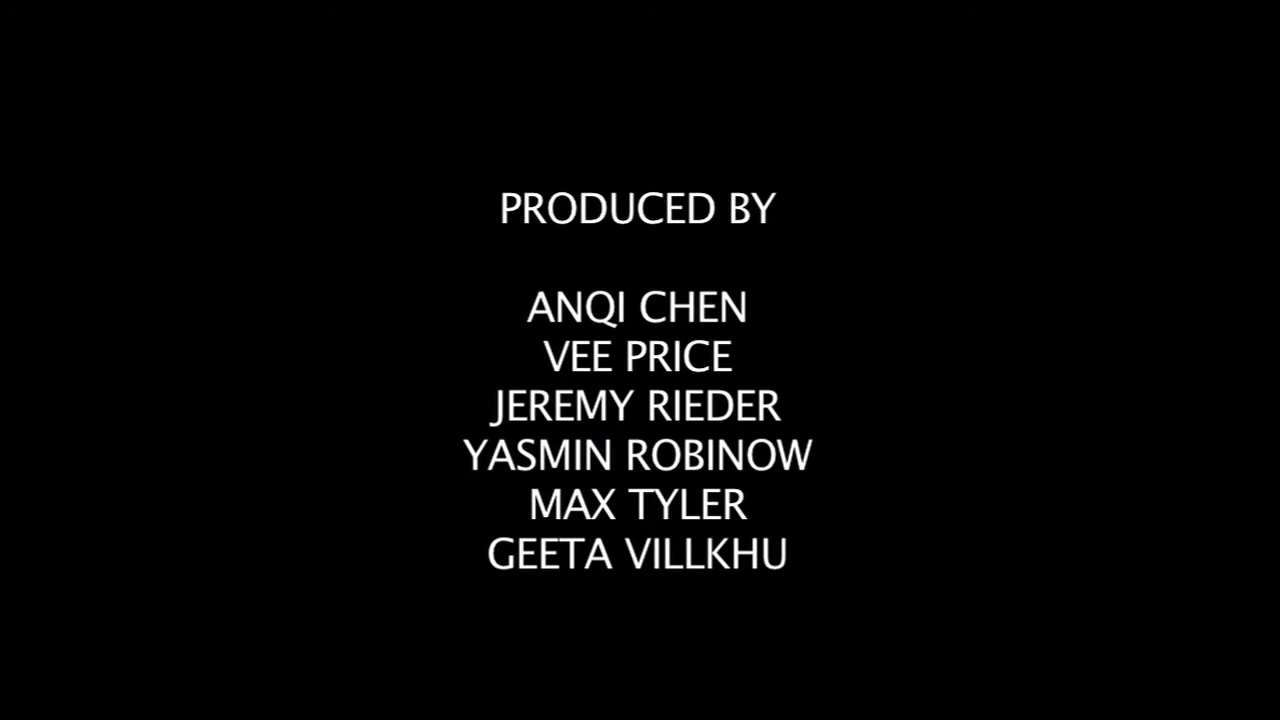 PRODUCED BY
ANQI CHEN
VEE PRICE
JEREMY RIEDER
YASMIN ROBINOW
MAX TYLER
GEETA VILLKHU